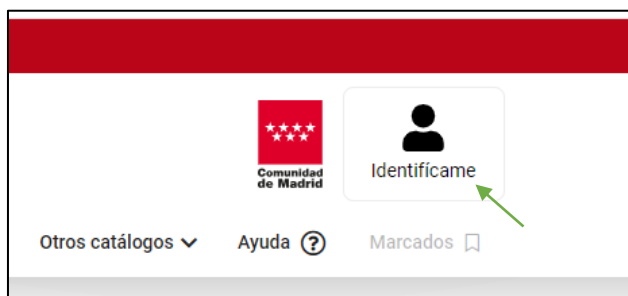 Comunidad
de Madrid
Identifícame
Otros catálogos
Ayuda ?
Marcados